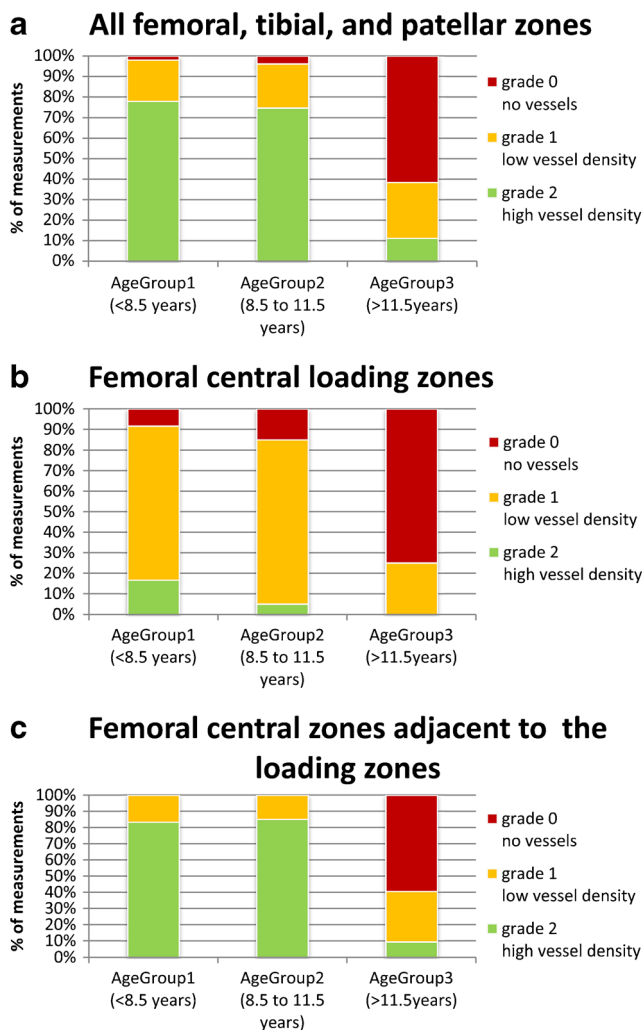 a All femoral, tibial, and patellar zones
% of measurements
100%
90%
80%
70%
60%
50%
40%
30%
20%
10%
0%
AgeGroup1
(<8.5 years)
AgeGroup2
(8.5 to 11.5
years)
AgeGroup3
(>11.5years)
grade 0
no vessels
grade 1
low vessel density
grade 2
high vessel density
b Femoral central loading zones
% of measurements
100%
90%
80%
70%
60%
50%
40%
30%
20%
10%
0%
AgeGroup1
(<8.5 years)
AgeGroup2
(8.5 to 11.5
years)
AgeGroup3
(>11.5years)
grade 0
no vessels
grade 1
low vessel density
grade 2
high vessel density
c Femoral central zones adjacent to the
loading zones
% of measurements
100%
90%
80%
70%
60%
50%
40%
30%
20%
10%
0%
AgeGroup1
(<8.5 years)
AgeGroup2
(8.5 to 11.5
years)
AgeGroup3
(>11.5years)
grade 0
no vessels
grade 1
low vessel density
grade 2
high vessel density